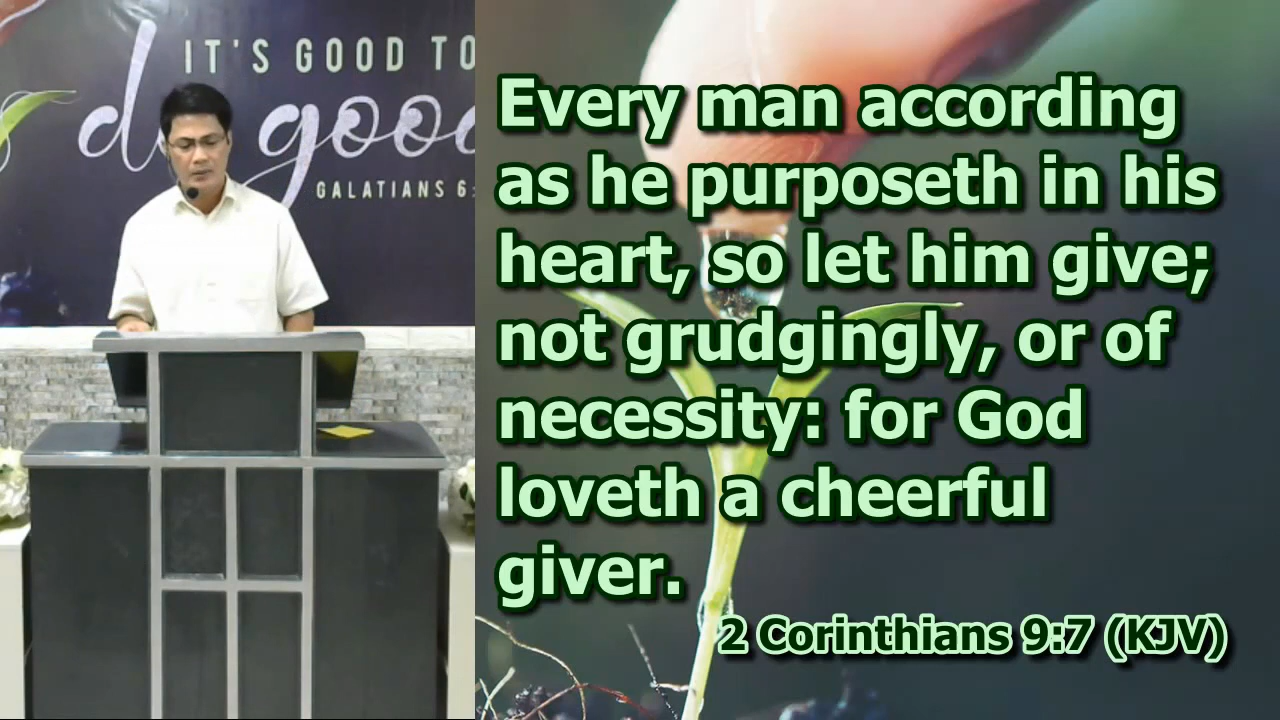 IT'S GOOD TO
do good
GALATIANS 6:
Every man according
as he purposeth in his
heart, so let him give;
not grudgingly, or of
necessity: for God
loveth a cheerful
giver.
2 Corinthians 9:7 (KJV)